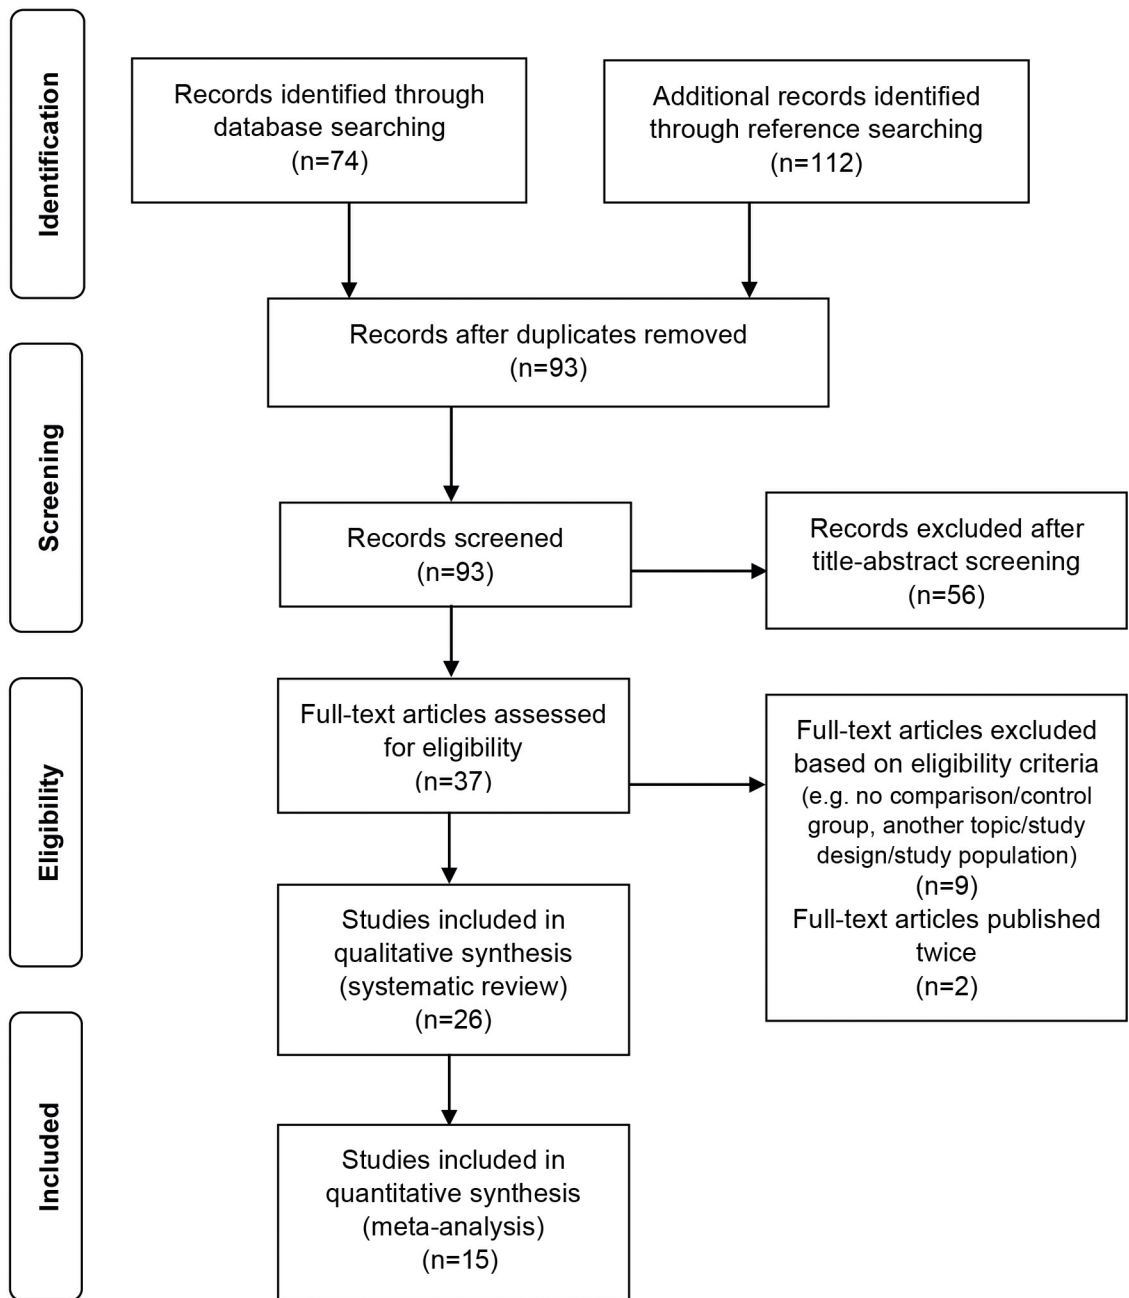 Identification
Records identified through
database searching
(n=74)
Additional records identified
through reference searching
(n=112)
Records after duplicates removed
(n=93)
Screening
Records screened
(n=93)
Records excluded after
title-abstract screening
(n=56)
Eligibility
Full-text articles assessed
for eligibility
(n=37)
Full-text articles excluded
based on eligibility criteria
(e.g. no comparison/control
group, another topic/study
design/study population)
(n=9)
Full-text articles published
twice
(n=2)
Studies included in
qualitative synthesis
(systematic review)
(n=26)
Included
Studies included in
quantitative synthesis
(meta-analysis)
(n=15)